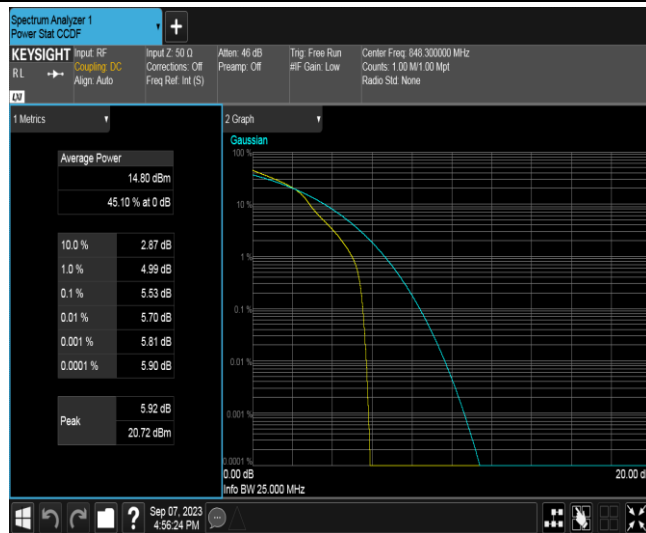 Spectrum Analyzer 1
Power Stat CCDF
+
KEYSIGHT
RL
LXI
Input: RF
Coupling: DC
Align: Auto
Input Z: 50 Ω
Corrections: Off
Freq Ref: Int (S)
Atten: 46 dB
Preamp: Off
Trig: Free Run
#IF Gain: Low
Center Freq: 848.300000 MHz
Counts: 1.00 M/1.00 Mpt
Radio Std: None
1 Metrics
Average Power
14.80 dBm
45.10 % at 0 dB
10.0 % 2.87 dB
1.0 % 4.99 dB
0.1 % 5.53 dB
0.01 % 5.70 dB
0.001 % 5.81 dB
0.0001 % 5.90 dB
Peak
5.92 dB
20.72 dBm
2 Graph
Gaussian
100 %
10 %
1 %
0.1 %
0.01 %
0.001 %
0.0001 %
0.00 dB
20.00 d
Info BW 25.000 MHz
?
Sep 07, 2023
4:56:24 PM